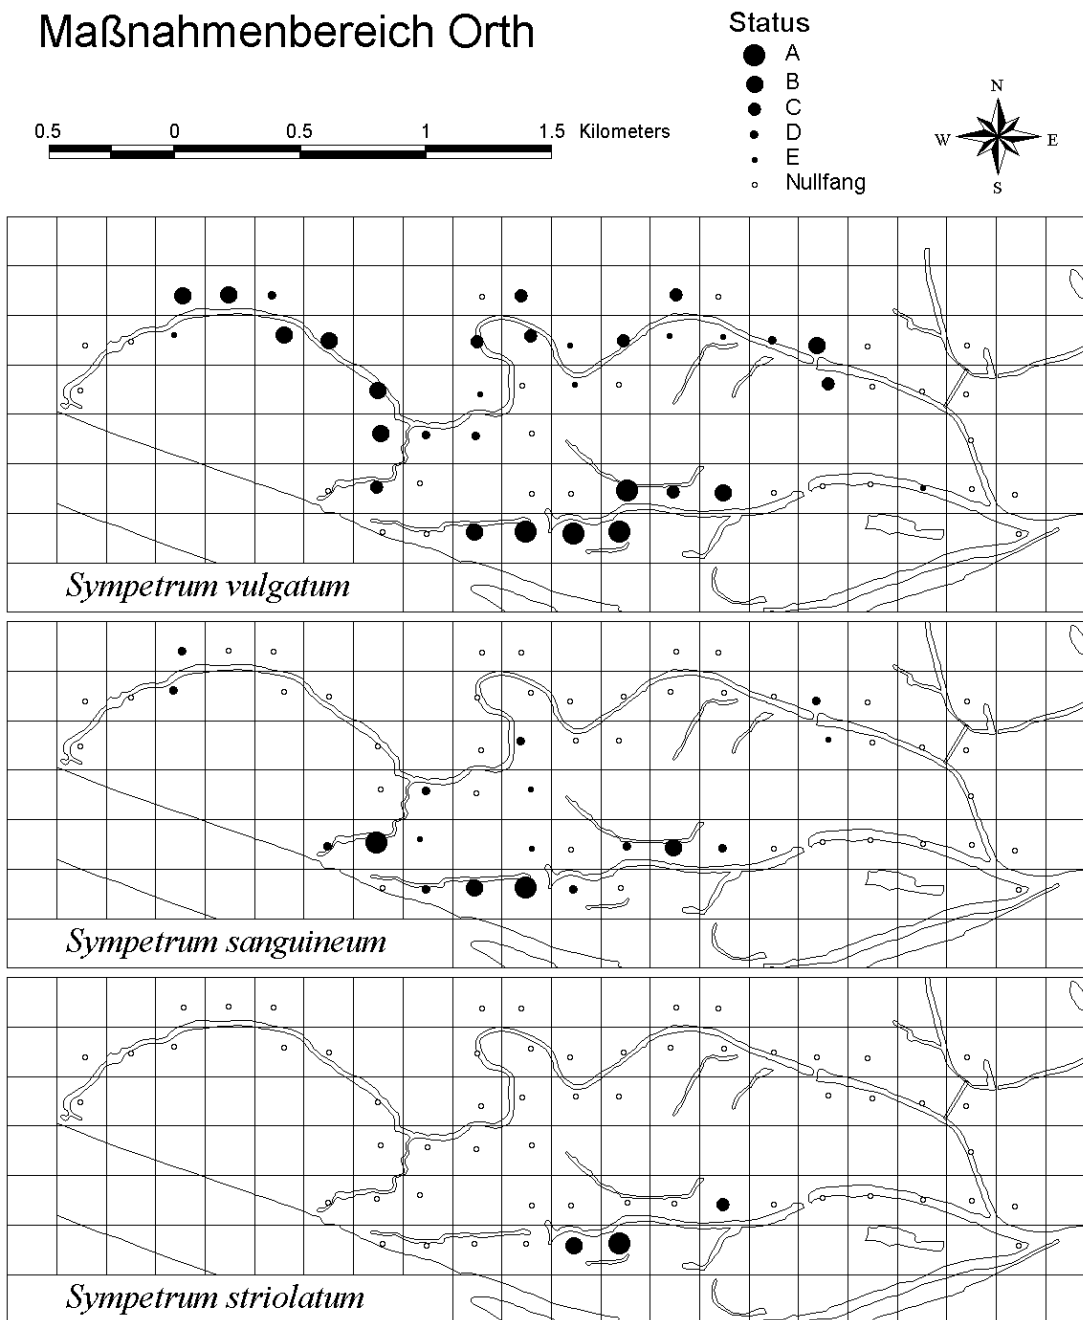 Maßnahmenbereich Orth
Status
A
B
C
D
E
Nullfang
0.5 0 0.5 1 1.5 Kilometers
N
W E
S
Sympetrum vulgatum
Sympetrum sanguineum
Sympetrum striolatum